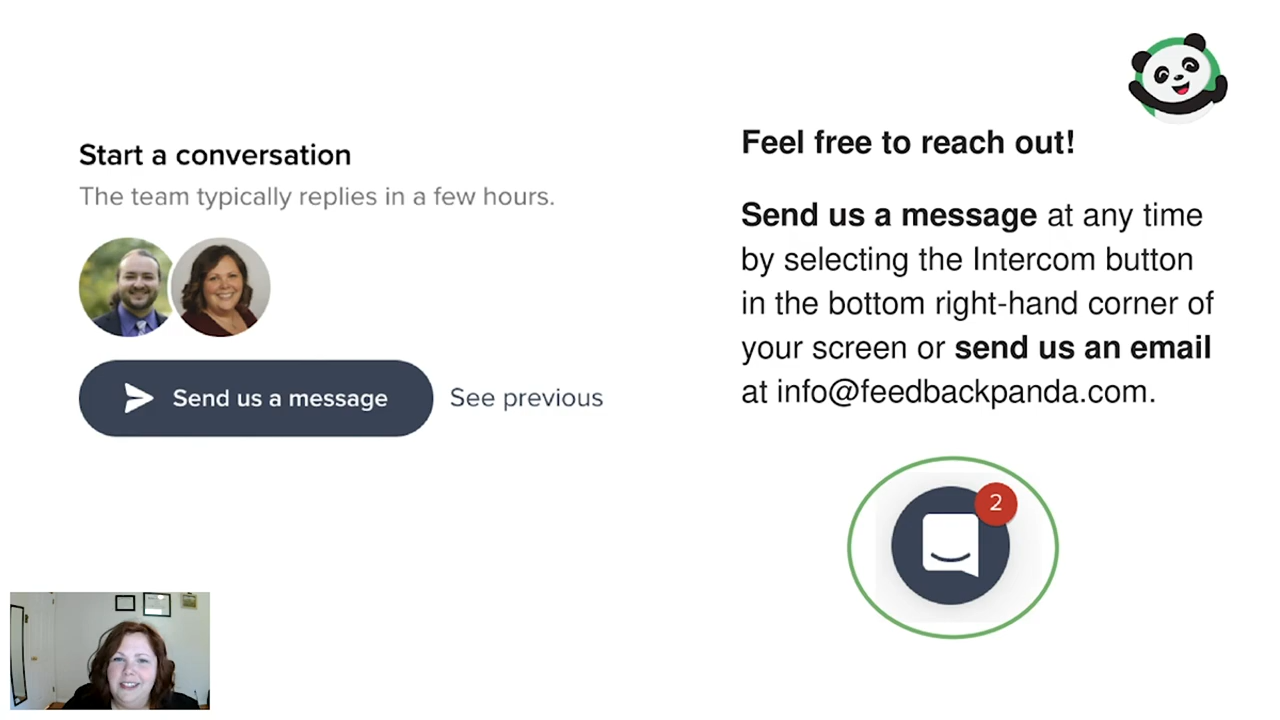 Start a conversation
The team typically replies in a few hours.
Send us a message
See previous
Feel free to reach out!
Send us a message at any time
by selecting the Intercom button
in the bottom right-hand corner of
your screen or send us an email
at info@feedbackpanda.com.
2